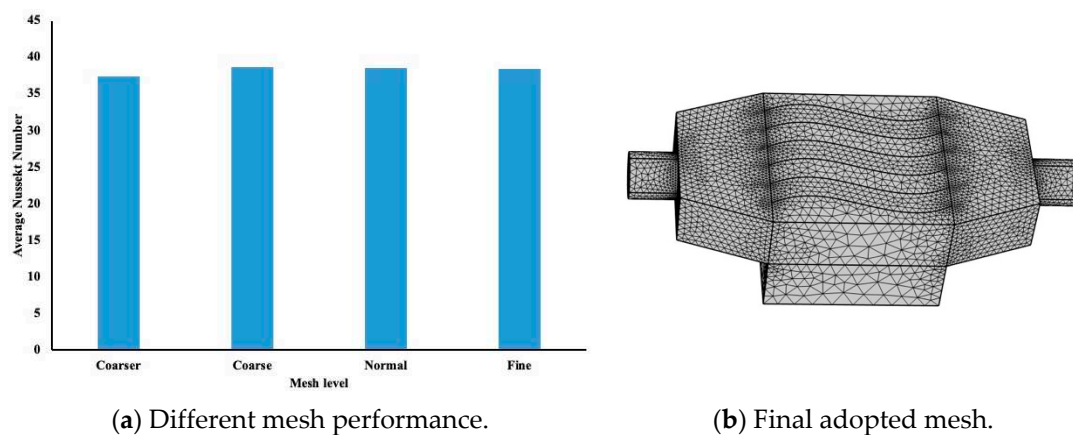 45
40
35
30
25
20
15
10
5
0
Average Nussekt Number
Coarser Coarse Normal Fine
Mesh level
(a) Different mesh performance.
(b) Final adopted mesh.